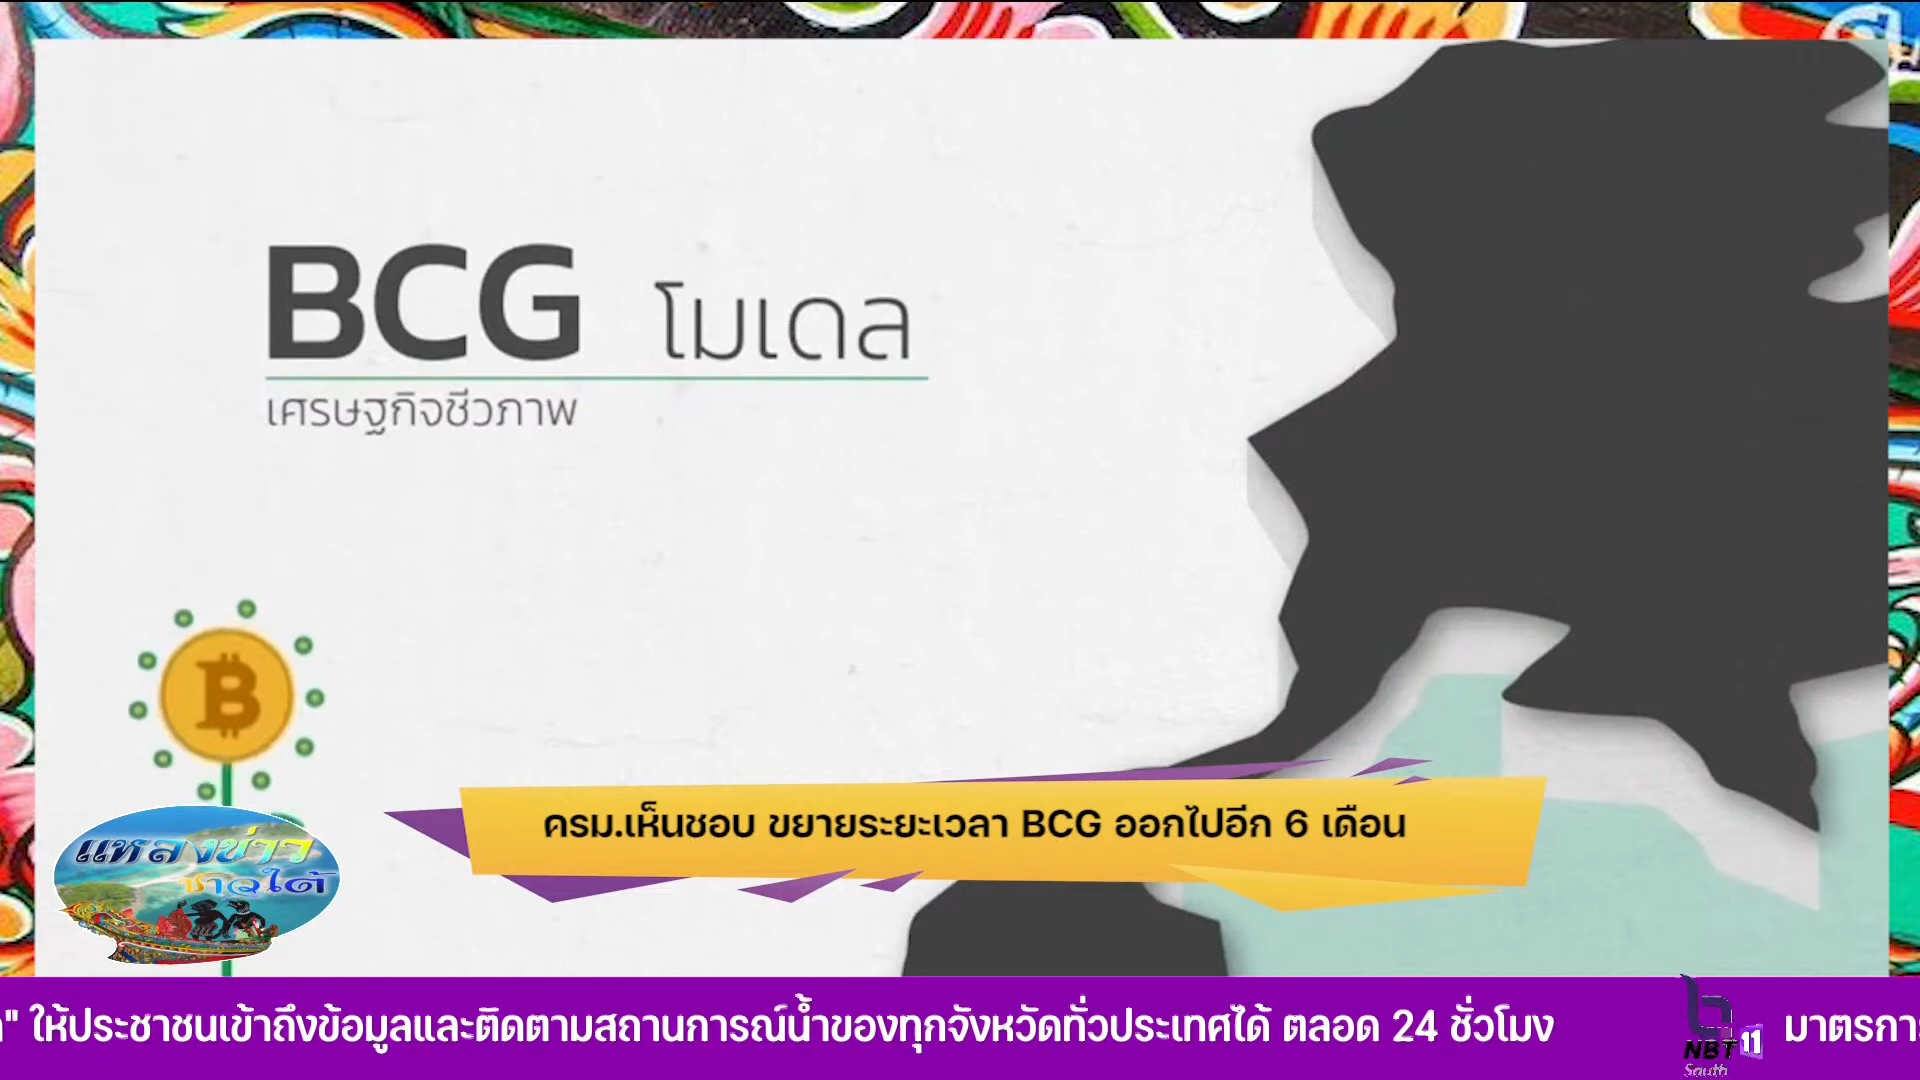 BCG โมเดล
เศรษฐกิจชีวภาพ
ครม.เห็นชอบ ขยายระยะเวลา BCG ออกไปอีก 6 เดือน
แหลงข่าว
ชาวใต้
" ให้ประชาชนเข้าถึงข้อมูลและติดตามสถานการณ์น้ำของทุกจังหวัดทั่วประเทศได้ ตลอด 24 ชั่วโมง
NBT 11
South